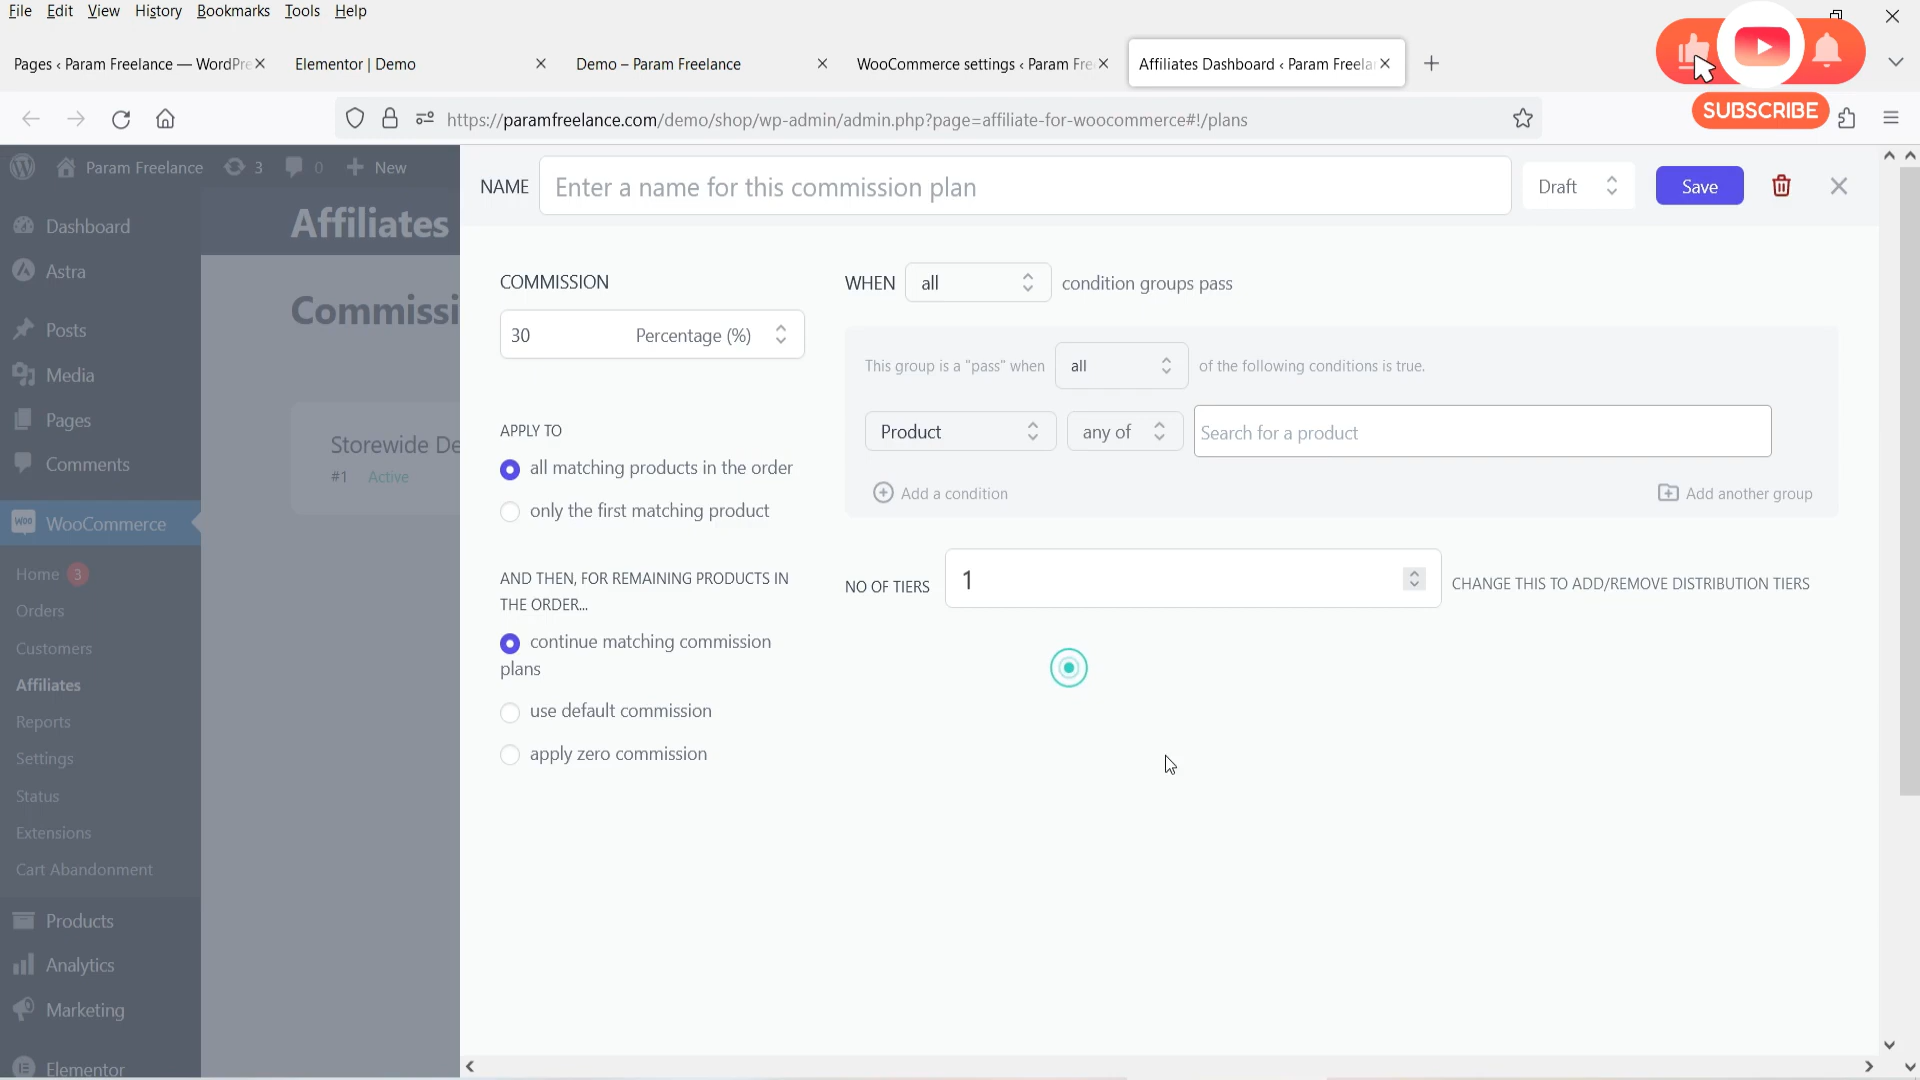 File Edit View History Bookmarks Tools Help
Pages ‹ Param Freelance — WordPre
Elementor | Demo
Demo – Param Freelance
WooCommerce settings ‹ Param Fre
Affiliates Dashboard ‹ Param Freelan
https://paramfreelance.com/demo/shop/wp-admin/admin.php?page=affiliate-for-woocommerce#!/plans
SUBSCRIBE
Param Freelance 3 0 New
NAME Enter a name for this commission plan Draft Save
Dashboard
Affiliates
Astra
COMMISSION
WHEN all condition groups pass
Commissi
Posts
30 Percentage (%)
This group is a "pass" when all of the following conditions is true.
Media
Pages
APPLY TO
Product any of Search for a product
Storewide De
Comments
all matching products in the order
#1 Active
Add a condition Add another group
only the first matching product
Woo WooCommerce
Home 3
AND THEN, FOR REMAINING PRODUCTS IN
THE ORDER...
NO OF TIERS 1 CHANGE THIS TO ADD/REMOVE DISTRIBUTION TIERS
Orders
Customers
continue matching commission
plans
Affiliates
use default commission
Reports
apply zero commission
Settings
Status
Extensions
Cart Abandonment
Products
Analytics
Marketing
Elementor